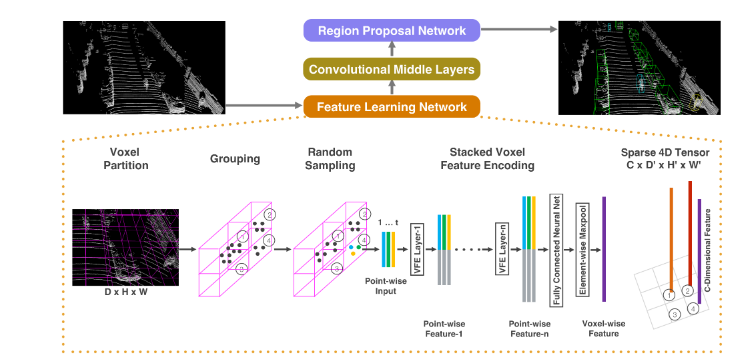 Region Proposal Network
Convolutional Middle Layers
Feature Learning Network
Voxel
Partition
Grouping
Random
Sampling
Stacked Voxel
Feature Encoding
Sparse 4D Tensor
C x D' x H' x W'
D x H x W
1
2
3
4
1
2
3
4
1 ... t
Point-wise
Input
VFE Layer-1
Point-wise
Feature-1
VFE Layer-n
Point-wise
Feature-n
Fully Connected Neural Net
Element-wise Maxpool
Voxel-wise
Feature
C-Dimensional Feature
1
2
3
4